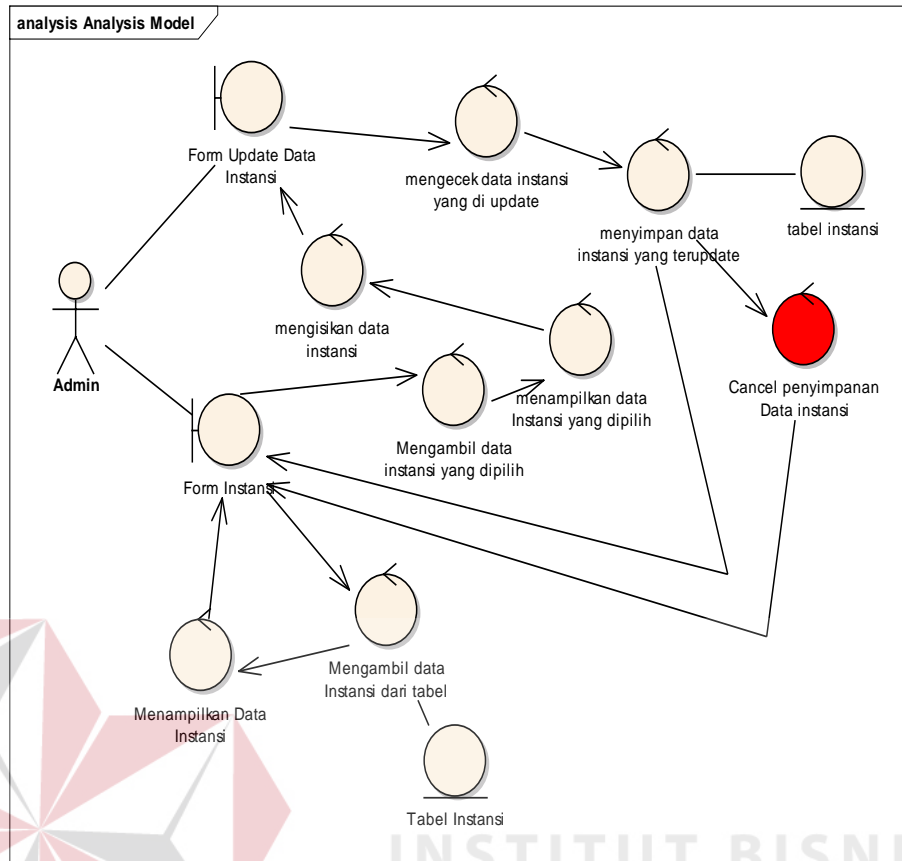 analysis Analysis Model
Form Update Data
Instansi
mengecek data instansi
yang di update
menyimpan data
instansi yang terupdate
tabel instansi
mengisikan data
instansi
Admin
menampilkan data
Instansi yang dipilih
Cancel penyimpanan
Data instansi
Mengambil data
instansi yang dipilih
Form Instansi
Mengambil data
Instansi dari tabel
Menampilkan Data
Instansi
Tabel Instansi
INSTITUT BISNI